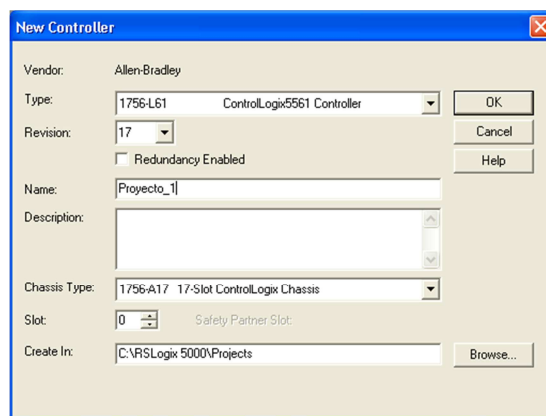 New Controller
Vendor: Allen-Bradley
Type: 1756-L61 ControlLogix5561 Controller OK
Revision: 17 Cancel
Redundancy Enabled Help
Name: Proyecto_1
Description:
Chassis Type: 1756-A17 17-Slot ControlLogix Chassis
Slot: 0 Safety Partner Slot:
Create In: C:\RSLogix 5000\Projects Browse...